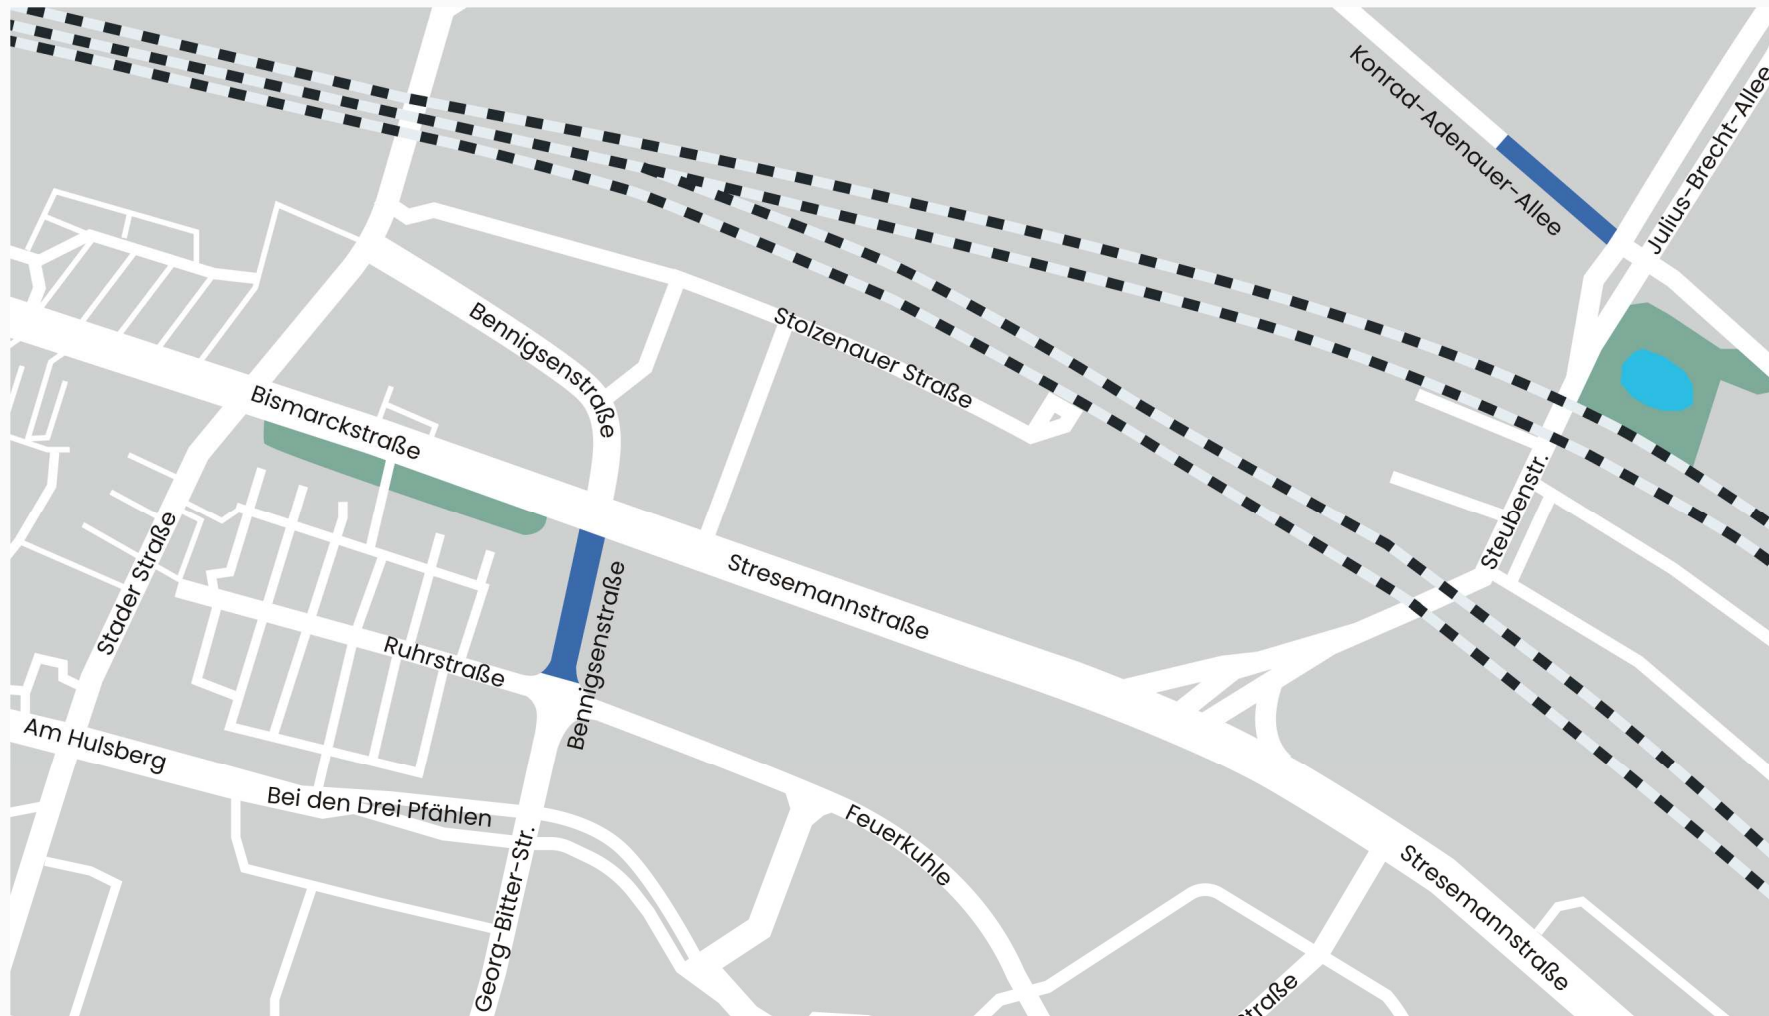 Konrad-Adenauer-Allee
Julius-Brecht-Allee
Bennigsenstraße
Stolzenauer Straße
Bismarckstraße
Steubenstr.
Stader Straße
Stresemannstraße
Bennigsenstraße
Ruhrstraße
Am Hulsberg
Bei den Drei Pfählen
Feuerkuhle
Georg-Bitter-Str.
Stresemannstraße
straße